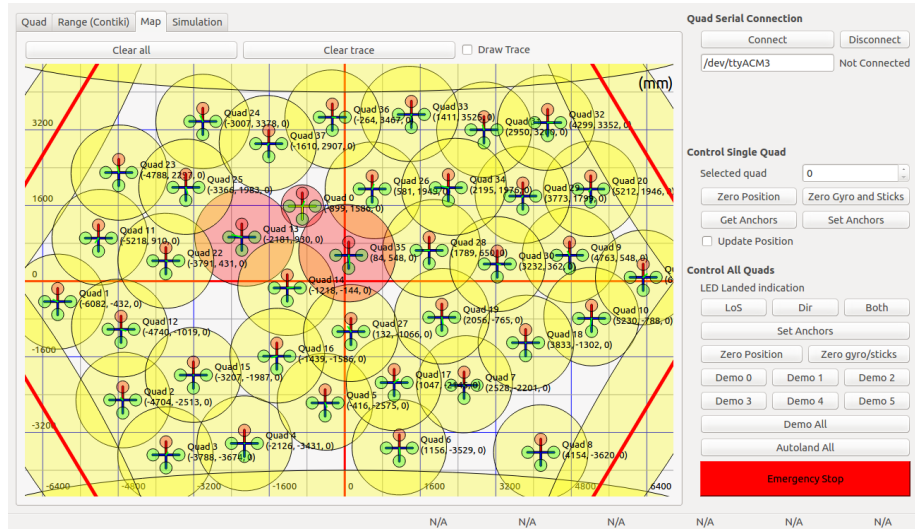 Quad Range (Contiki) Map Simulation
Clear all Clear trace Draw Trace
(mm)
3200
1600
0
-1600
-3200
-6400 -4800 -3200 -1600 0 1600 3200 4800 6400
Quad 24
(-3007, 3378, 0)
Quad 36
(-264, 3467, 0)
Quad 33
(1411, 3525, 0)
Quad 32
(4299, 3352, 0)
(2950, 3200, 0)
Quad 37
(-1610, 2907, 0)
Quad 23
(-4788, 2297, 0)
Quad 25
(-3366, 1983, 0)
Quad 26
(581, 1945, 0)
Quad 34
(2195, 1976, 0)
Quad 29
(3773, 1799, 0)
Quad 20
(5212, 1946, 0)
Quad 0
(-899, 1586, 0)
Quad 11
(-5218, 910, 0)
Quad 13
(-2181, 930, 0)
Quad 22
(-3791, 431, 0)
Quad 35
(84, 548, 0)
Quad 28
(1789, 650, 0)
Quad 30
(3232, 362, 0)
Quad 9
(4763, 548, 0)
Quad 14
(-1218, -144, 0)
Quad 1
(-6082, -432, 0)
Quad 12
(-4740, -1019, 0)
Quad 27
(132, -1066, 0)
Quad 19
(2056, -765, 0)
Quad 10
(5230, -788, 0)
Quad 18
(3833, -1302, 0)
Quad 16
(-1439, -1586, 0)
Quad 15
(-3207, -1987, 0)
Quad 17
Quad 7
(2528, -2201, 0)
Quad 2
(-4704, -2513, 0)
Quad 5
(-416, -2575, 0)
Quad 3
(-3788, -3676, 0)
Quad 4
(-2126, -3431, 0)
Quad 6
(1156, -3529, 0)
Quad 8
(4154, -3620, 0)
Quad Serial Connection
Connect Disconnect
/dev/ttyACM3 Not Connected
Control Single Quad
Selected quad 0
Zero Position Zero Gyro and Sticks
Get Anchors Set Anchors
Update Position
Control All Quads
LED Landed indication
LoS Dir Both
Set Anchors
Zero Position Zero gyro/sticks
Demo 0 Demo 1 Demo 2
Demo 3 Demo 4 Demo 5
Demo All
Autoland All
Emergency Stop
N/A N/A N/A N/A N/A N/A